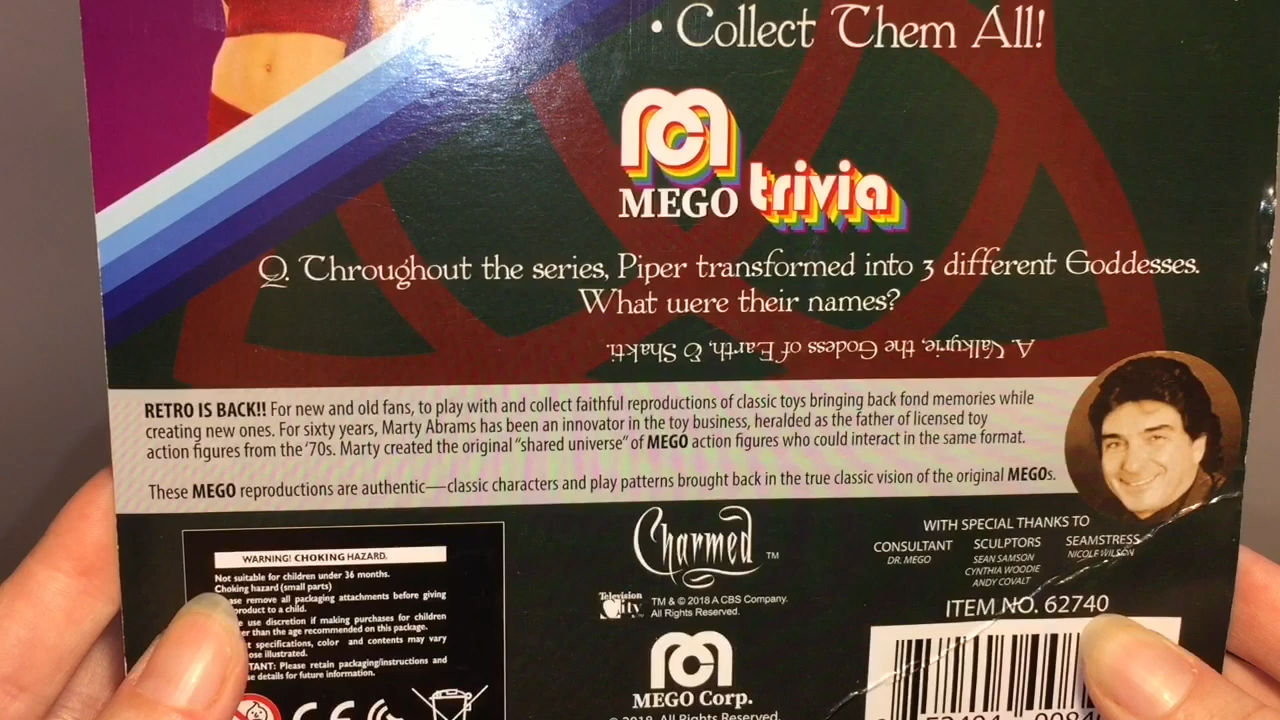 • Collect Them All!
MEGO trivia
Q. Throughout the series, Piper transformed into 3 different Goddesses.
What were their names?
A. Valkyrie, the Godess of Earth, & Shakti.
RETRO IS BACK!! For new and old fans, to play with and collect faithful reproductions of classic toys bringing back fond memories while
creating new ones. For sixty years, Marty Abrams has been an innovator in the toy business, heralded as the father of licensed toy
action figures from the '70s. Marty created the original "shared universe" of MEGO action figures who could interact in the same format.
These MEGO reproductions are authentic—classic characters and play patterns brought back in the true classic vision of the original MEGOs.
WARNING! CHOKING HAZARD.
Not suitable for children under 36 months.
Choking hazard (small parts)
remove all packaging attachments before giving
product to a child.
use discretion if making purchases for children
than the age recommended on this package.
specifications, color and contents may vary
illustrated.
Please retain packaging/instructions and
details for future information.
CE
Charmed TM
Television City TM & © 2018 A CBS Company.
All Rights Reserved.
MEGO Corp.
© 2018. All Rights Reserved.
WITH SPECIAL THANKS TO
CONSULTANT
DR. MEGO
SCULPTORS
SEAN SAMSON
CYNTHIA WOODIE
ANDY COVALT
SEAMSTRESS
NICOLE WILSON
ITEM NO. 62740